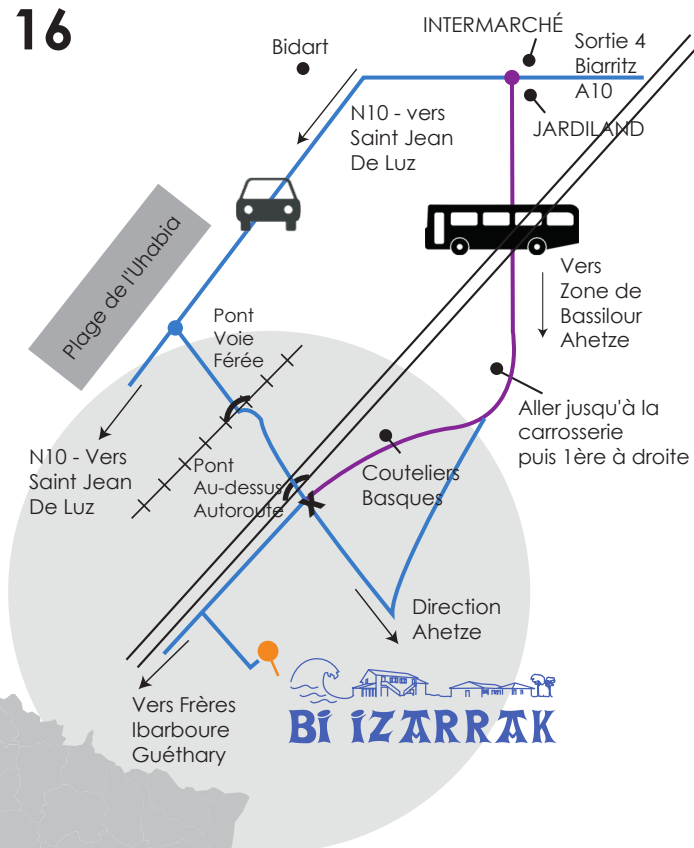 16
INTERMARCHÉ
Bidart
Sortie 4
Biarritz
A10
N10 - vers
Saint Jean
De Luz
JARDILAND
Plage de l'Uhabia
Vers
Zone de
Bassilour
Ahetze
Pont
Voie
Férée
Aller jusqu'à la
carrosserie
puis 1ère à droite
N10 - Vers
Saint Jean
De Luz
Pont
Au-dessus
Autoroute
Couteliers
Basques
Direction
Ahetze
Vers Frères
Ibarboure
Guéthary
Bi iZARRAK